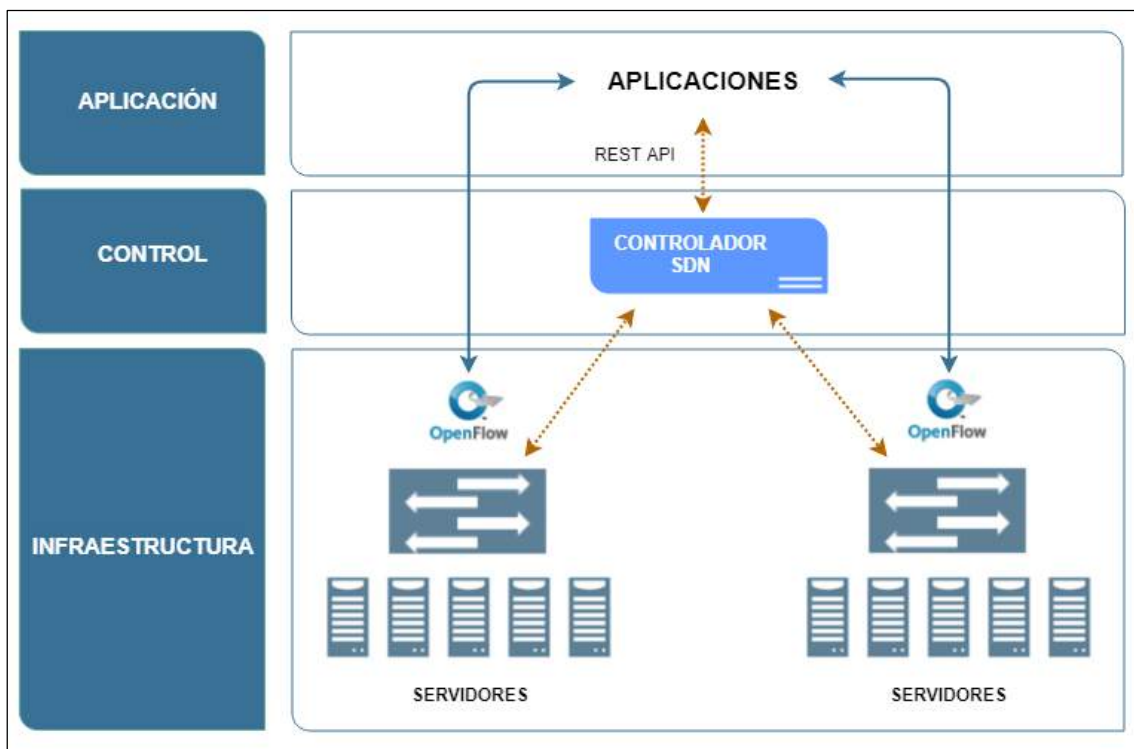 APLICACIÓN
APLICACIONES
REST API
CONTROL
CONTROLADOR
SDN
INFRAESTRUCTURA
OpenFlow
OpenFlow
SERVIDORES
SERVIDORES